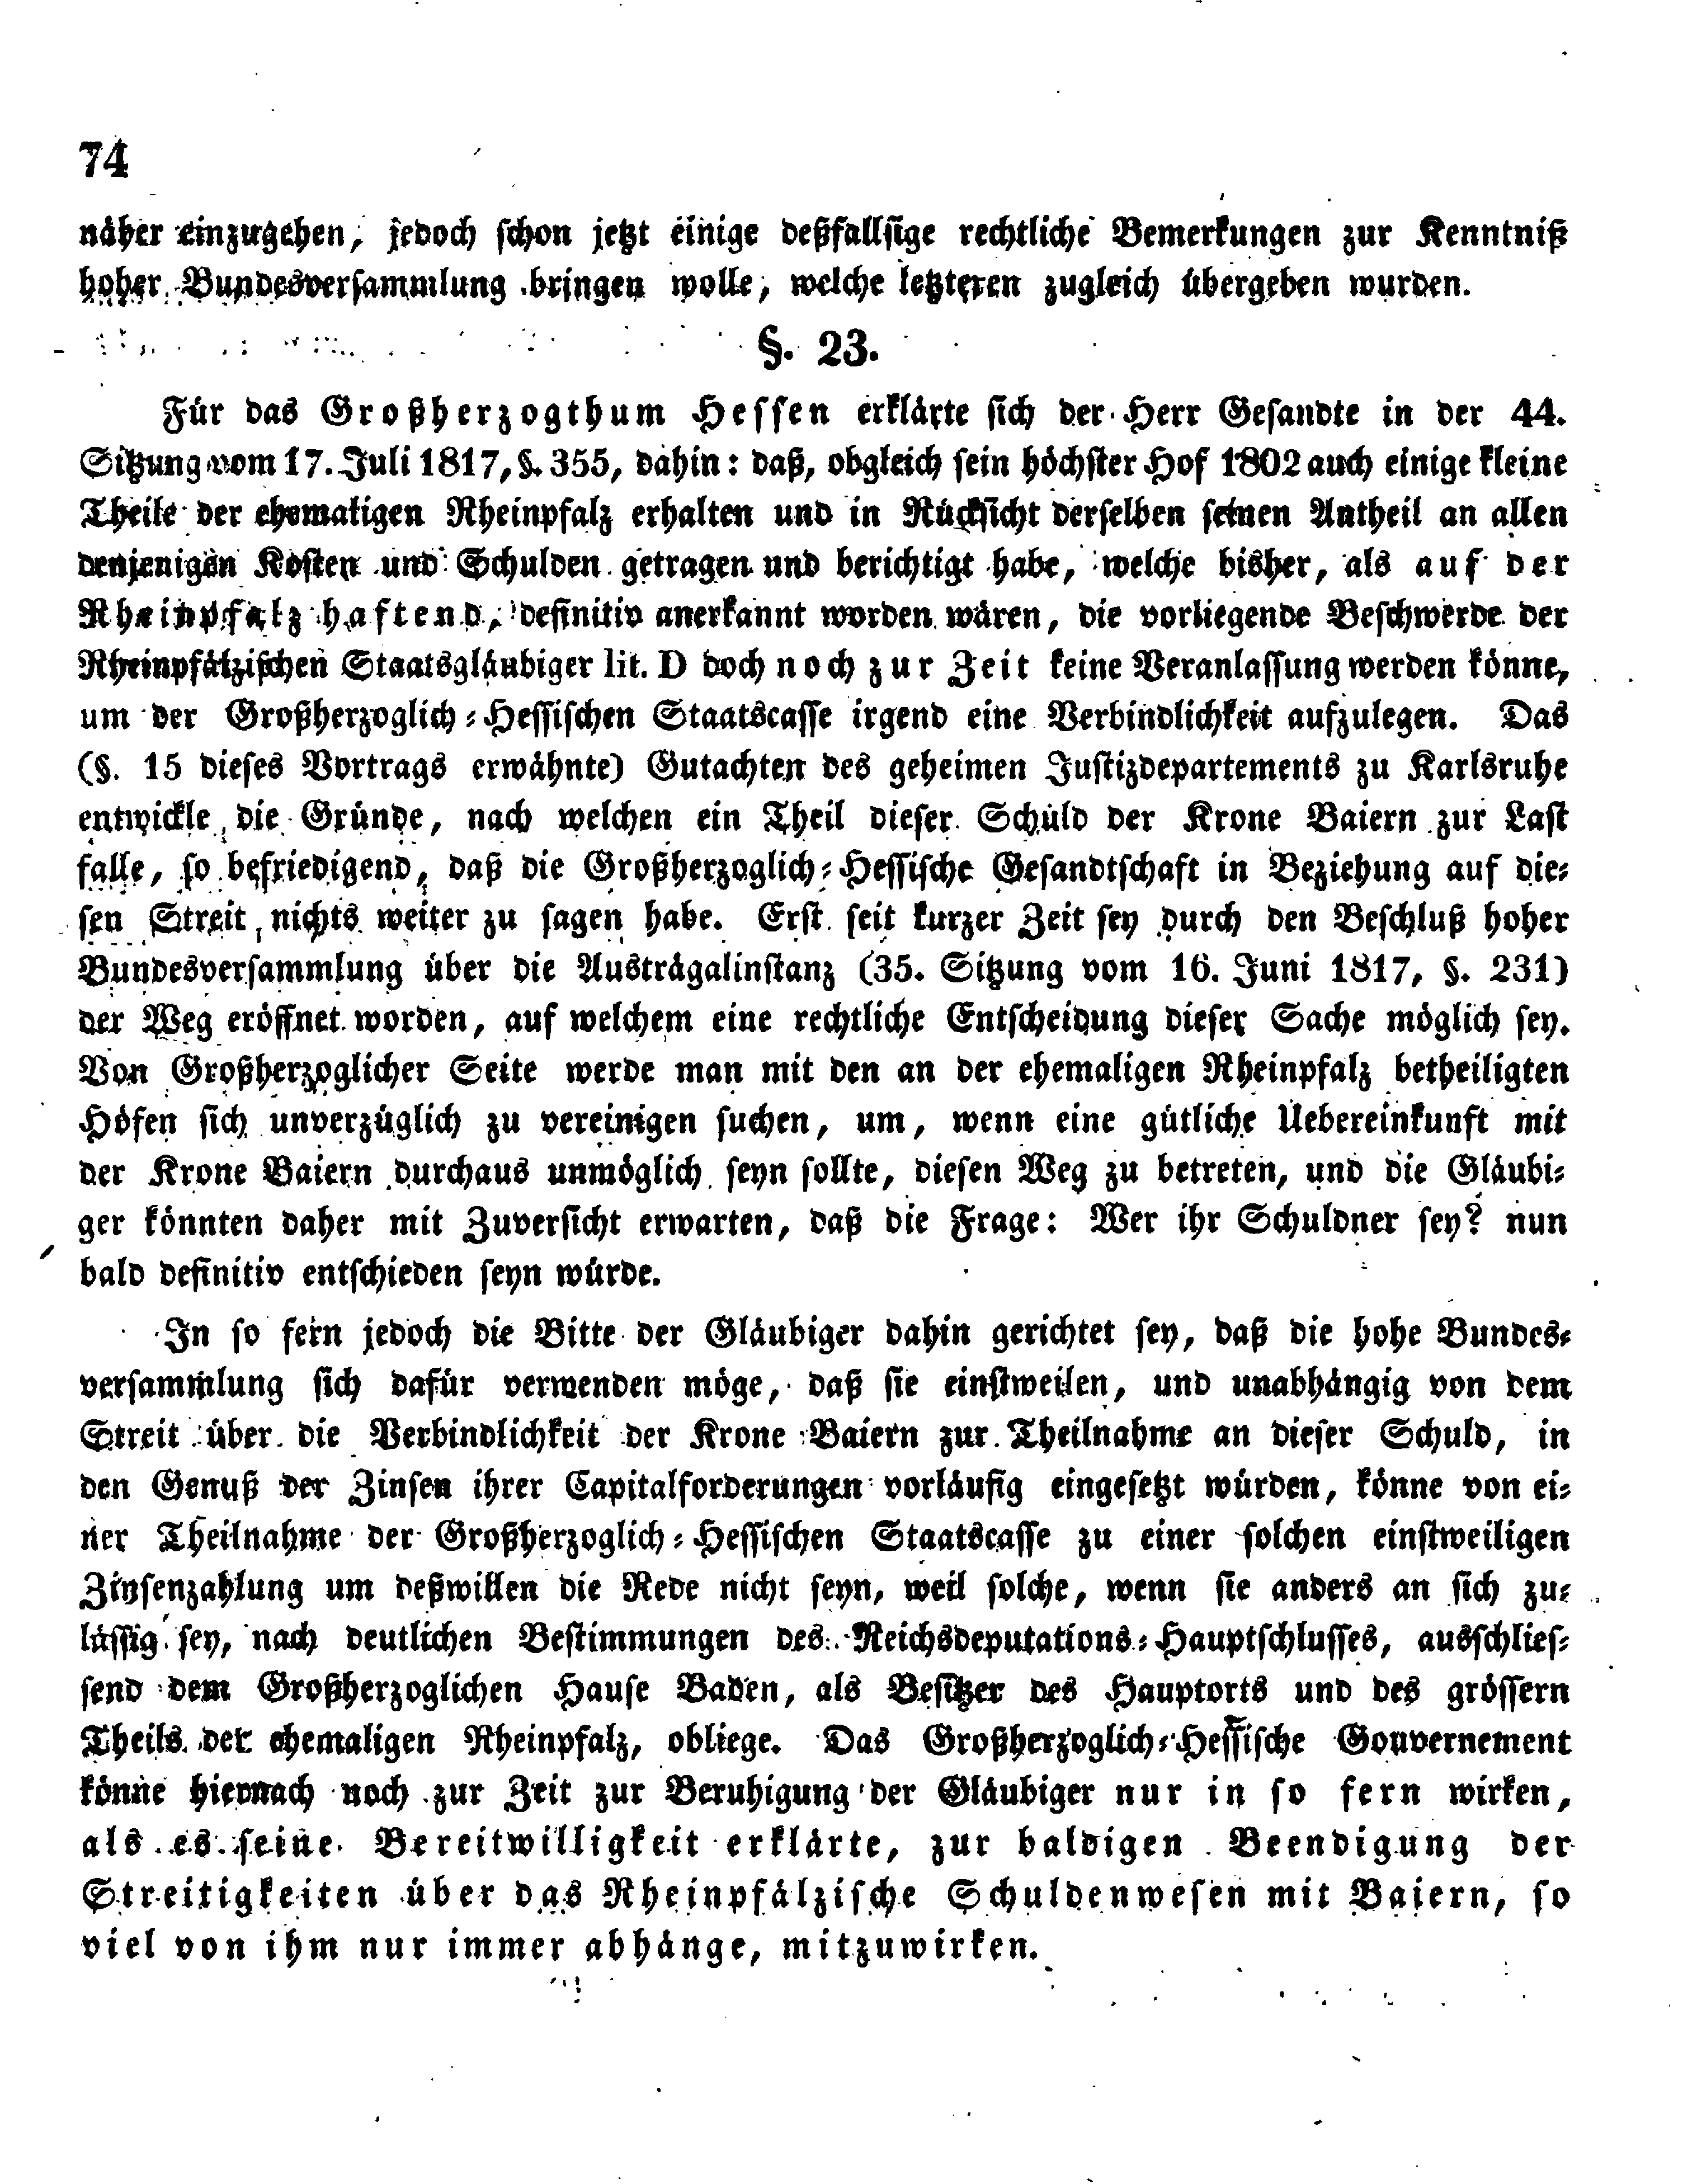 74
näher einzugehen, jedoch schon jetzt einige deßfallsige rechtliche Bemerkungen zur Kenntniß
hoher Bundesversammlung bringen wolle, welche letzteren zugleich übergeben wurden.
§. 23.
Für das Großherzogthum Hessen erklärte sich der Herr Gesandte in der 44.
Sitzung vom 17. Juli 1817, §. 355, dahin: daß, obgleich sein höchster Hof 1802 auch einige kleine
Theile der ehemaligen Rheinpfalz erhalten und in Rücksicht derselben seinen Antheil an allen
denjenigen Kosten und Schulden getragen und berichtigt habe, welche bisher, als auf der
Rheinpfalz haftend, definitiv anerkannt worden wären, die vorliegende Beschwerde der
Rheinpfälzischen Staatsgläubiger lit. D doch noch zur Zeit keine Veranlassung werden könne,
um der Großherzoglich-Hessischen Staatscasse irgend eine Verbindlichkeit aufzulegen. Das
(§. 15 dieses Vortrags erwähnte) Gutachten des geheimen Justizdepartements zu Karlsruhe
entwickle die Gründe, nach welchen ein Theil dieser Schuld der Krone Baiern zur Last
falle, so befriedigend, daß die Großherzoglich-Hessische Gesandtschaft in Beziehung auf die-
sen Streit nichts weiter zu sagen habe. Erst seit kurzer Zeit sey durch den Beschluß hoher
Bundesversammlung über die Austrägalinstanz (35. Sitzung vom 16. Juni 1817, §. 231)
der Weg eröffnet worden, auf welchem eine rechtliche Entscheidung dieser Sache möglich sey.
Von Großherzoglicher Seite werde man mit den an der ehemaligen Rheinpfalz betheiligten
Höfen sich unverzüglich zu vereinigen suchen, um, wenn eine gütliche Uebereinkunft mit
der Krone Baiern durchaus unmöglich seyn sollte, diesen Weg zu betreten, und die Gläubi-
ger könnten daher mit Zuversicht erwarten, daß die Frage: Wer ihr Schuldner sey? nun
bald definitiv entschieden seyn würde.
In so fern jedoch die Bitte der Gläubiger dahin gerichtet sey, daß die hohe Bundes-
versammlung sich dafür verwenden möge, daß sie einstweilen, und unabhängig von dem
Streit über die Verbindlichkeit der Krone Baiern zur Theilnahme an dieser Schuld, in
den Genuß der Zinsen ihrer Capitalforderungen vorläufig eingesetzt würden, könne von ei-
ner Theilnahme der Großherzoglich-Hessischen Staatscasse zu einer solchen einstweiligen
Zinsenzahlung um deßwillen die Rede nicht seyn, weil solche, wenn sie anders an sich zu-
lässig sey, nach deutlichen Bestimmungen des Reichsdeputations-Hauptschlusses, ausschlies-
send dem Großherzoglichen Hause Baden, als Besitzer des Hauptorts und des grössern
Theils der ehemaligen Rheinpfalz, obliege. Das Großherzoglich-Hessische Gouvernement
könne hiernach noch zur Zeit zur Beruhigung der Gläubiger nur in so fern wirken,
als es seine Bereitwilligkeit erklärte, zur baldigen Beendigung der
Streitigkeiten über das Rheinpfälzische Schuldenwesen mit Baiern, so
viel von ihm nur immer abhänge, mitzuwirken.